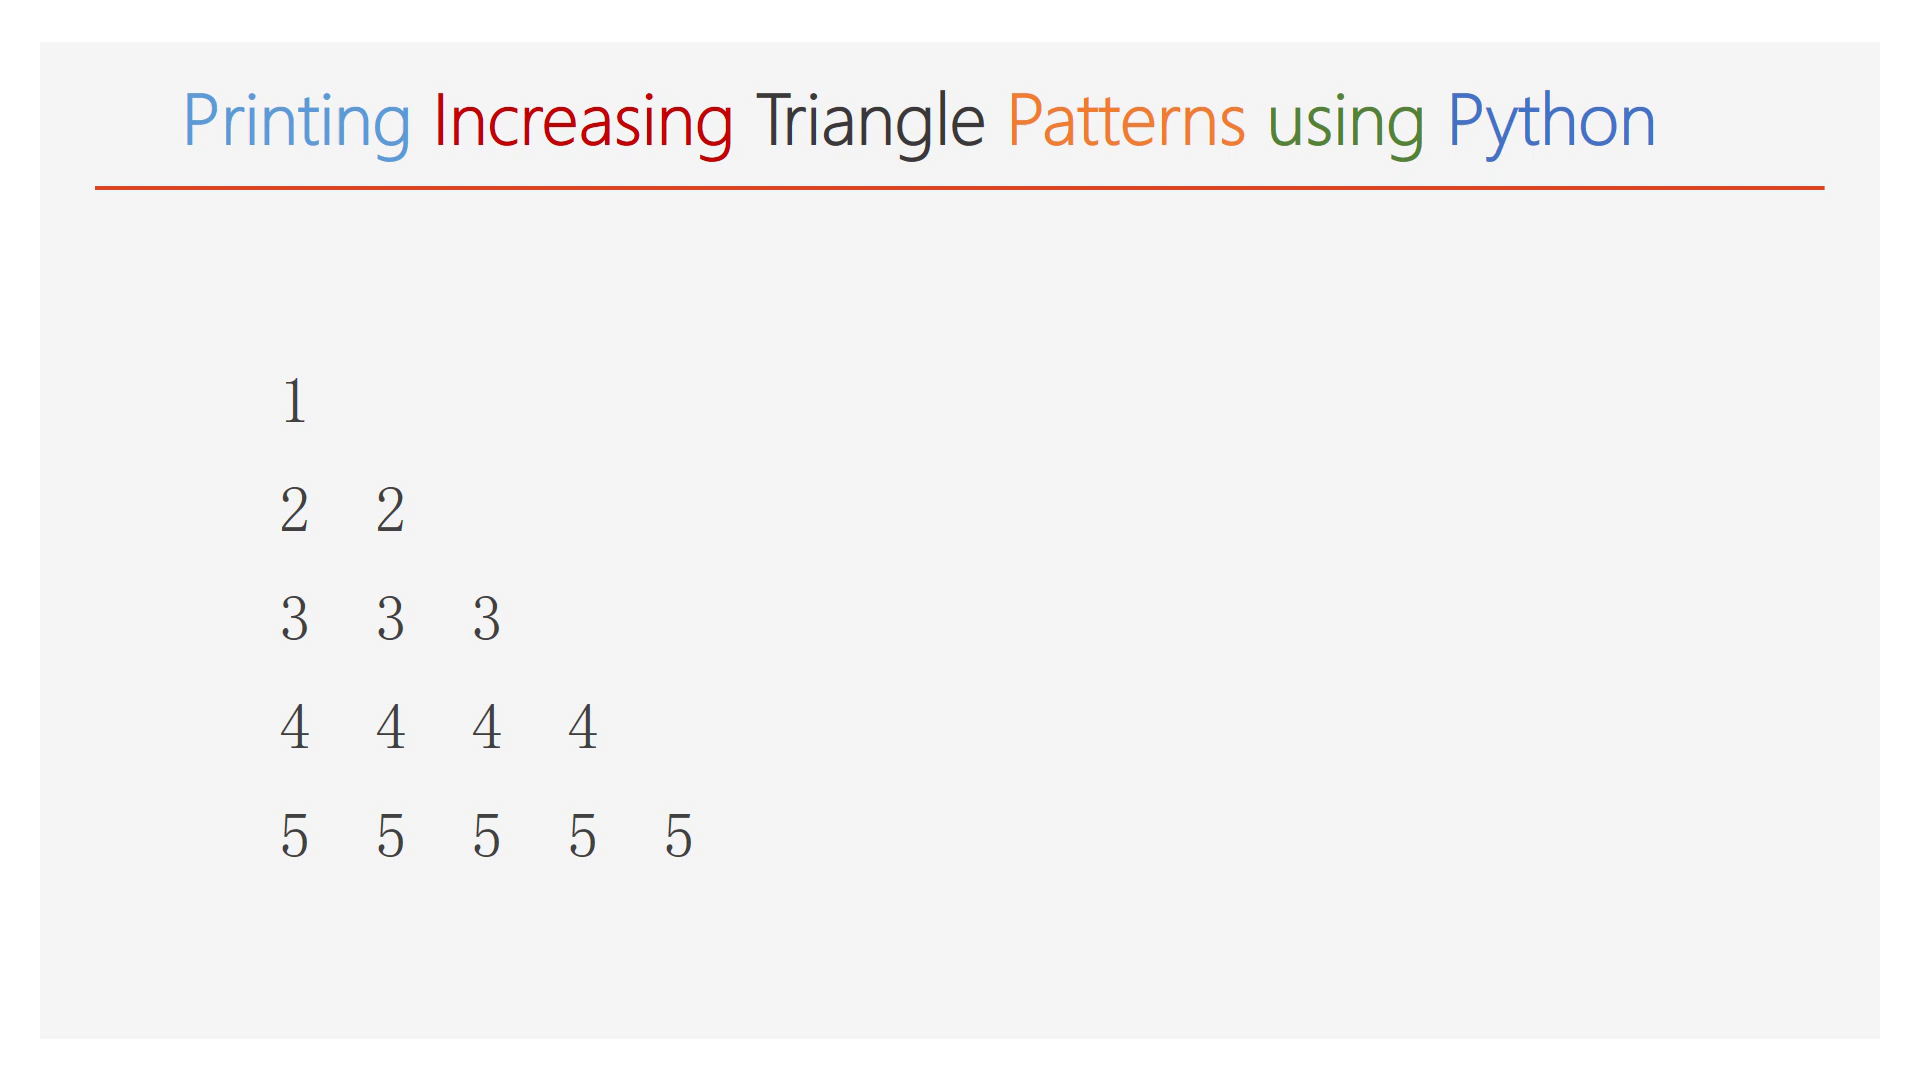 Printing Increasing Triangle Patterns using Python
1
2 2
3 3 3
4 4 4 4
5 5 5 5 5